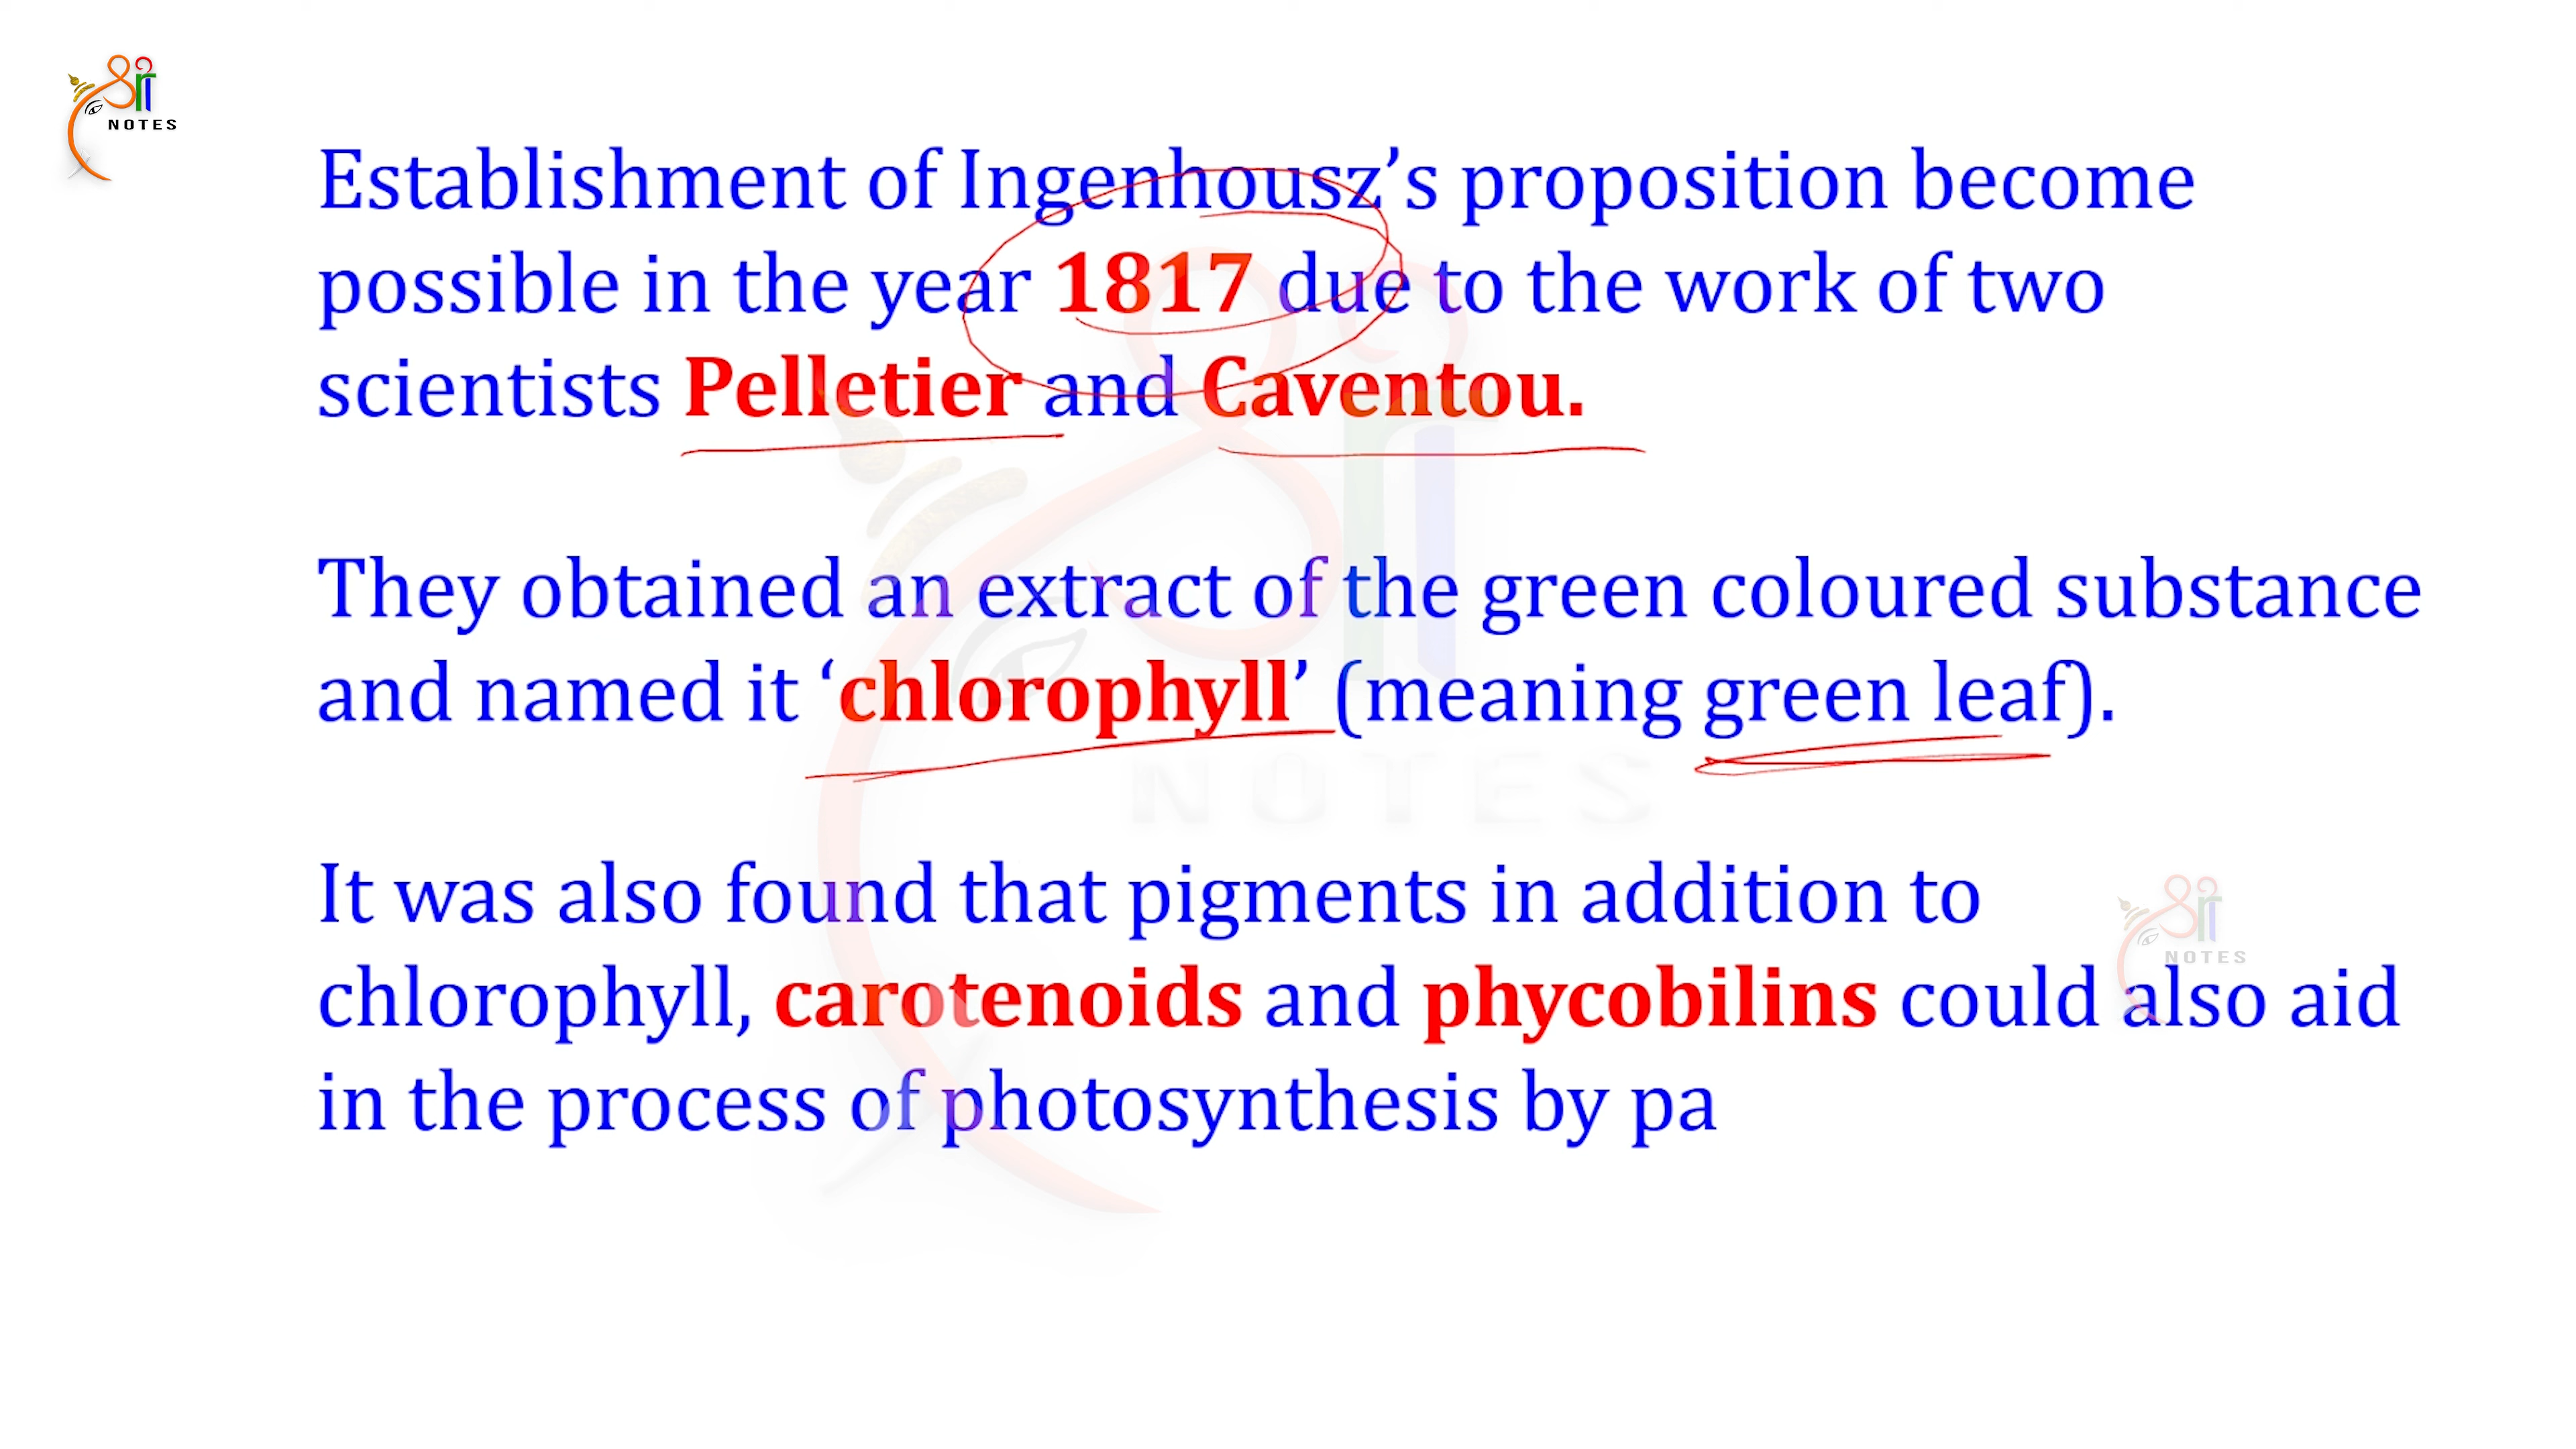 श्री
NOTES
Establishment of Ingenhousz’s proposition become
possible in the year 1817 due to the work of two
scientists Pelletier and Caventou.
They obtained an extract of the green coloured substance
and named it ‘chlorophyll’ (meaning green leaf).
NOTES
It was also found that pigments in addition to
NOTES
chlorophyll, carotenoids and phycobilins could also aid
in the process of photosynthesis by pa